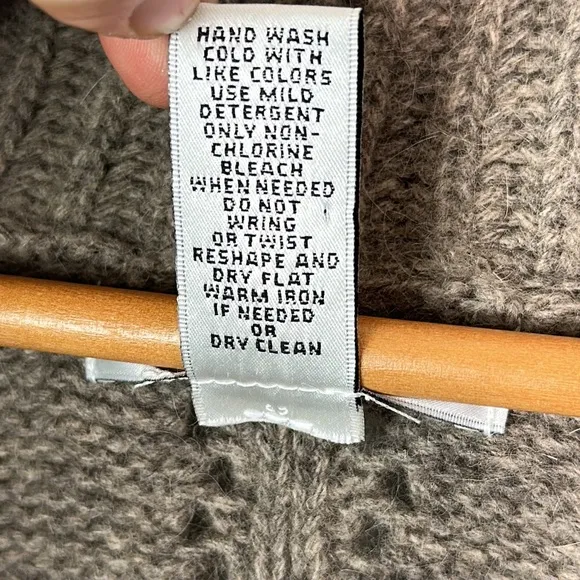 HAND WASH
COLD WITH
LIKE COLORS
USE MILD
DETERGENT
ONLY NON-
CHLORINE
BLEACH
WHEN NEEDED
DO NOT
WRING
OR TWIST
RESHAPE AND
DRY FLAT
WARM IRON
IF NEEDED
OR
DRY CLEAN